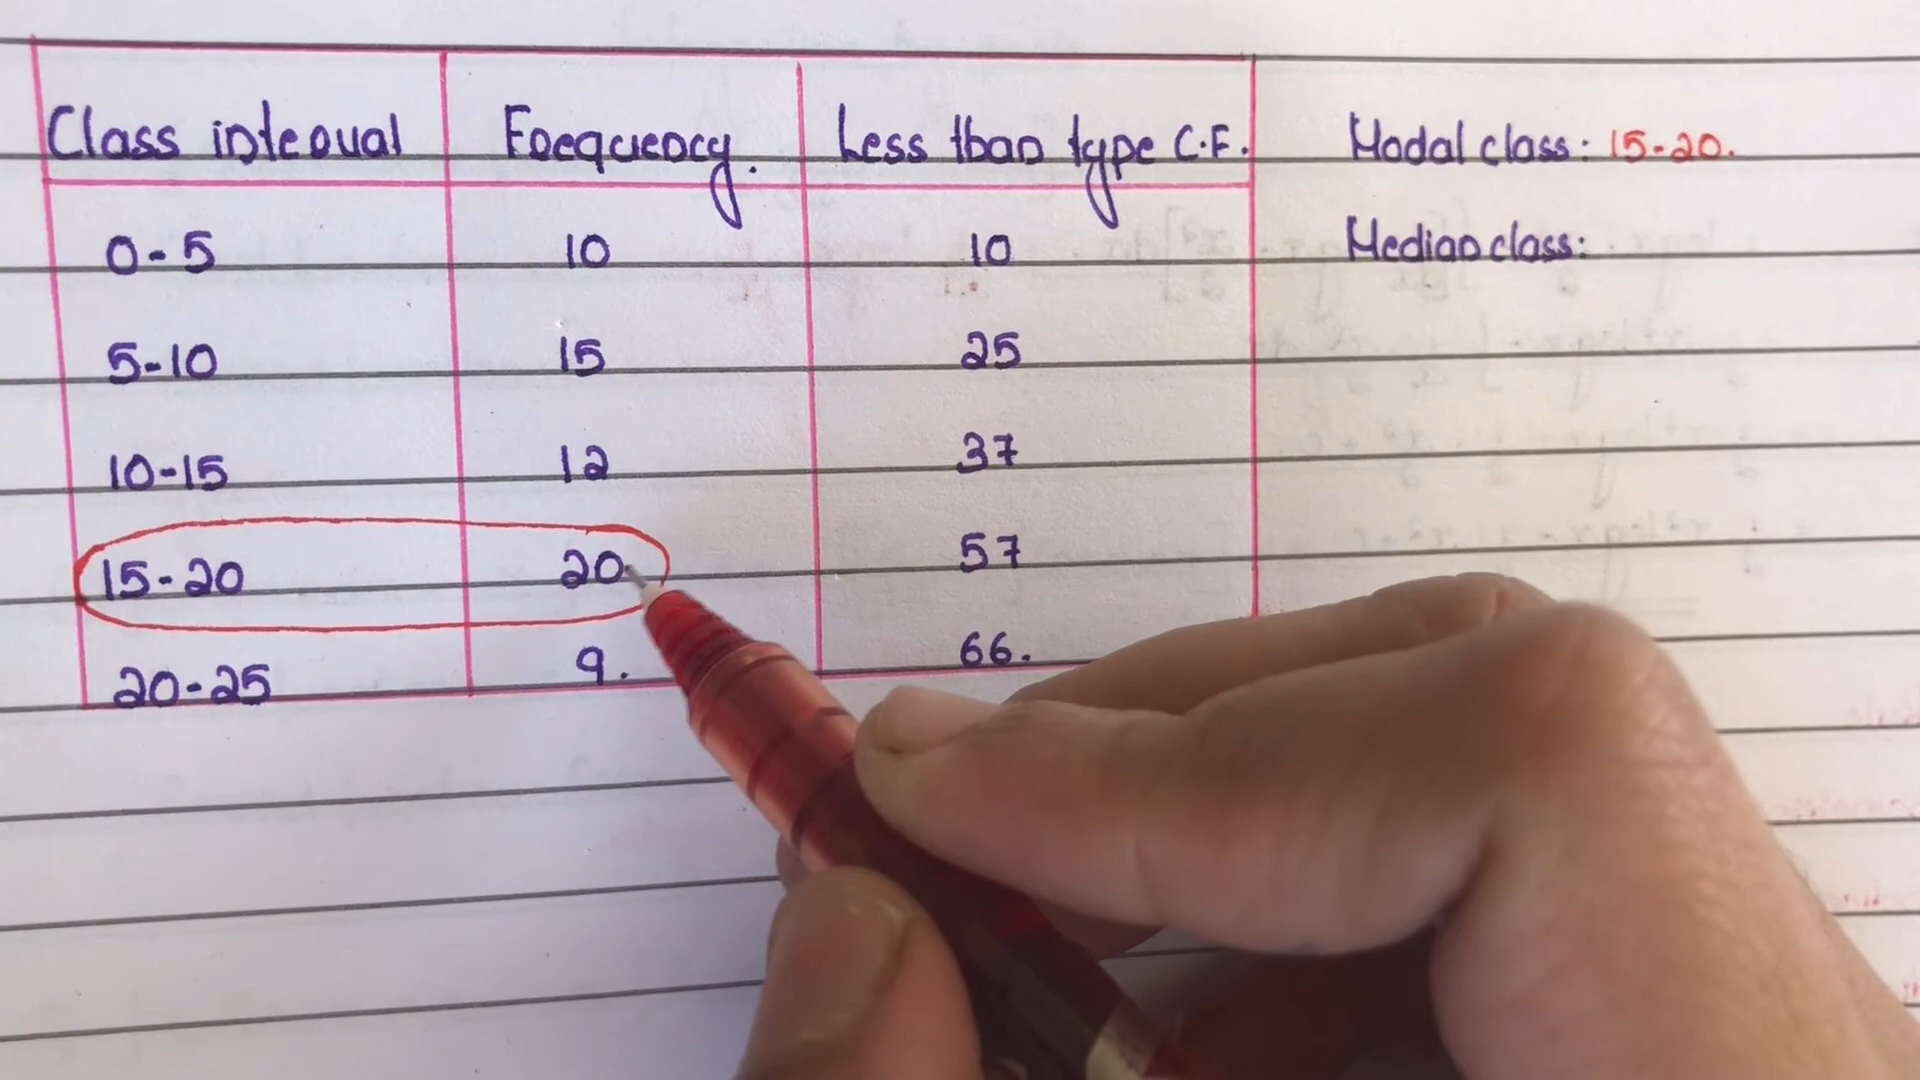 Class interval Frequency. Less than type C.F. Modal class: 15-20.
0-5 10 10 Median class:
5-10 15 25
10-15 12 37
15-20 20 57
20-25 9. 66.